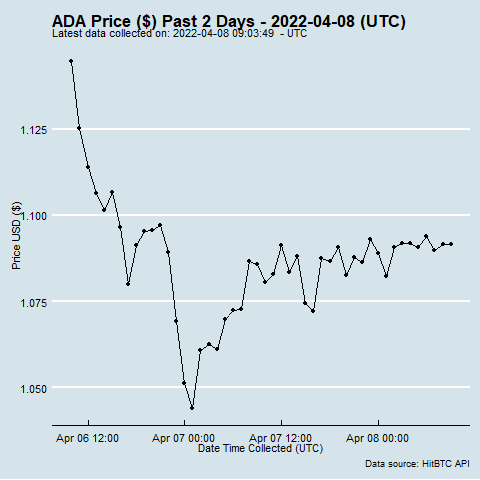 ADA Price ($) Past 2 Days - 2022-04-08 (UTC)
Latest data collected on: 2022-04-08 09:03:49 - UTC
Price USD ($)
1.125
1.100
1.075
1.050
Apr 06 12:00 Apr 07 00:00 Apr 07 12:00 Apr 08 00:00
Date Time Collected (UTC)
Data source: HitBTC API